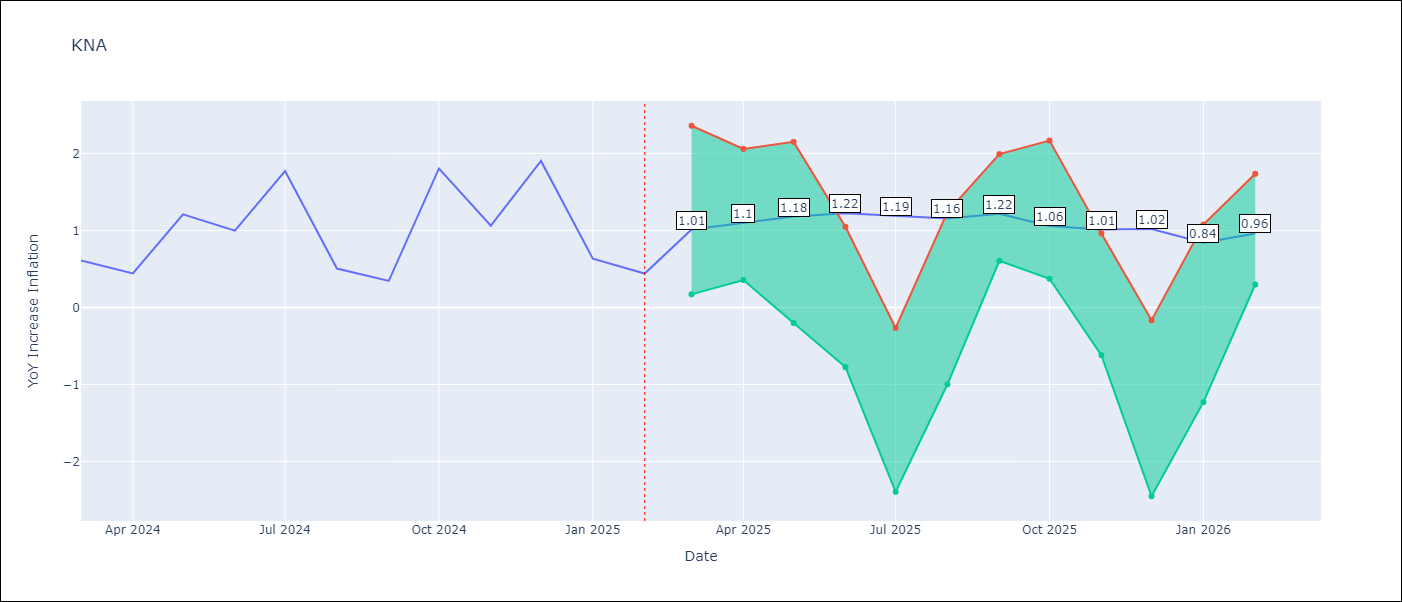 KNA
YoY Increase Inflation
2
1
0
−1
−2
1.01
1.1
1.18
1.22
1.19
1.16
1.22
1.06
1.01
1.02
0.84
0.96
Apr 2024
Jul 2024
Oct 2024
Jan 2025
Apr 2025
Jul 2025
Oct 2025
Jan 2026
Date